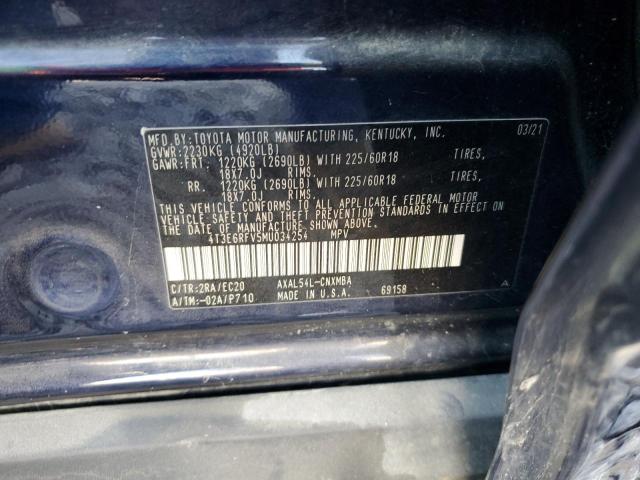 MFD.BY:TOYOTA MOTOR MANUFACTURING, KENTUCKY, INC. 03/21
GVWR:2230KG (4920LB)
GAWR:FRT. 1220KG (2690LB) WITH 225/60R18 TIRES,
18X7.0J RIMS.
RR. 1220KG (2690LB) WITH 225/60R18 TIRES,
18X7.0J RIMS.
THIS VEHICLE CONFORMS TO ALL APPLICABLE FEDERAL MOTOR
VEHICLE SAFETY AND THEFT PREVENTION STANDARDS IN EFFECT ON
THE DATE OF MANUFACTURE SHOWN ABOVE.
4T3E6RFV5MU034254 MPV
C/TR:2RA/EC20 AXAL54L-CNXMBA A
A/TM:-02A/P710 MADE IN U.S.A. 69158